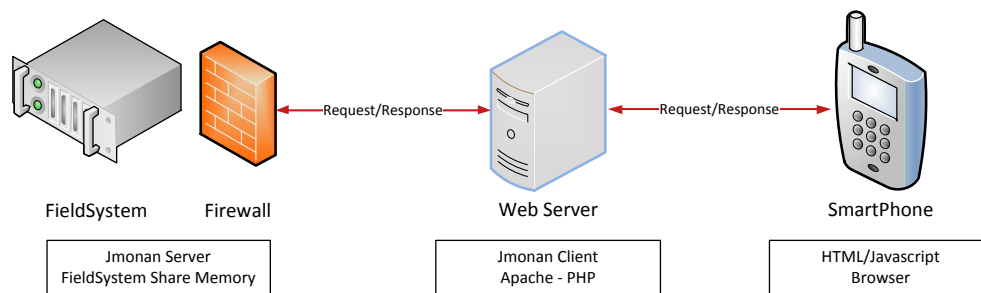 Request/Response
Request/Response
FieldSystem
Firewall
Web Server
SmartPhone
Jmonan Server
FieldSystem Share Memory
Jmonan Client
Apache - PHP
HTML/Javascript
Browser